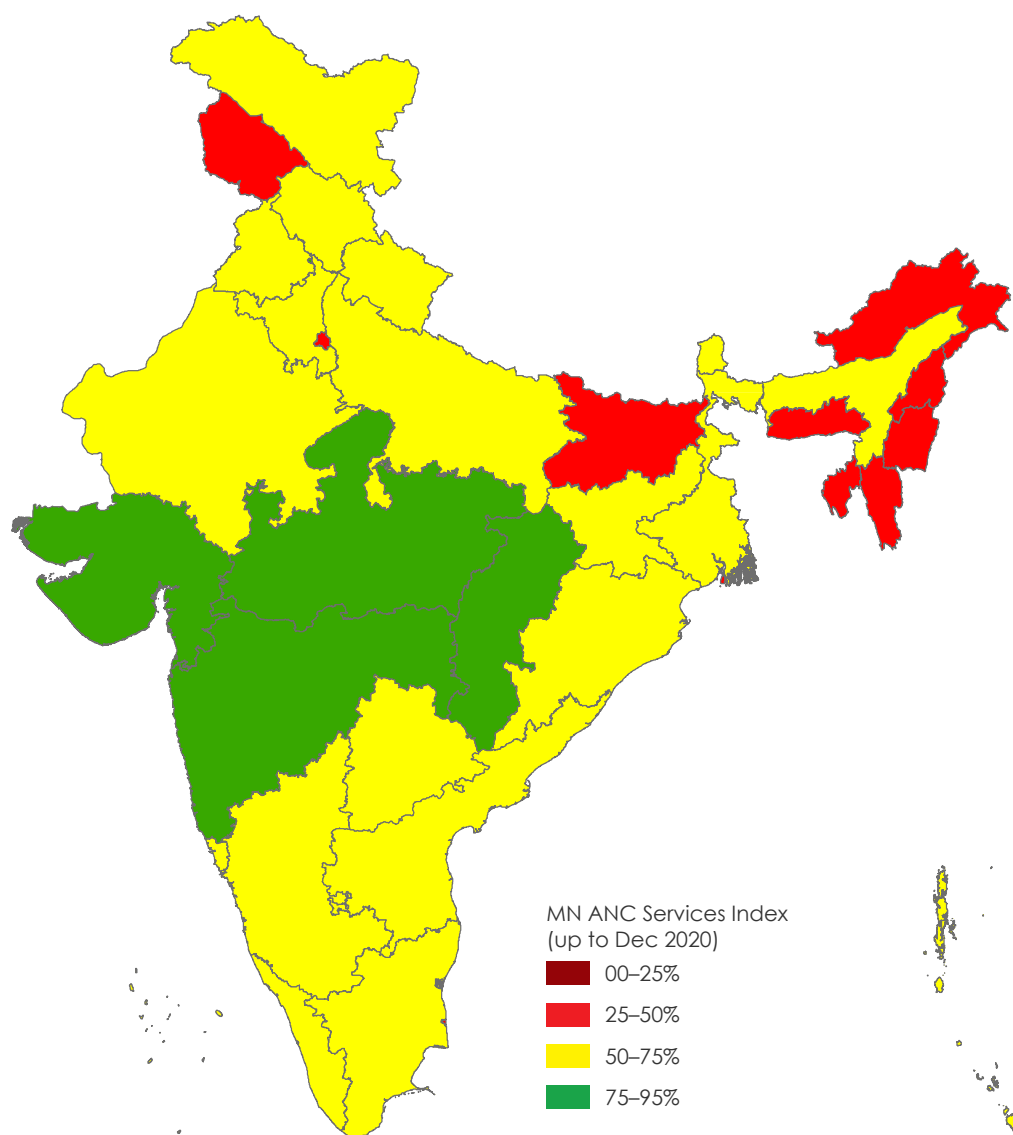 MN ANC Services Index
(up to Dec 2020)
00–25%
25–50%
50–75%
75–95%